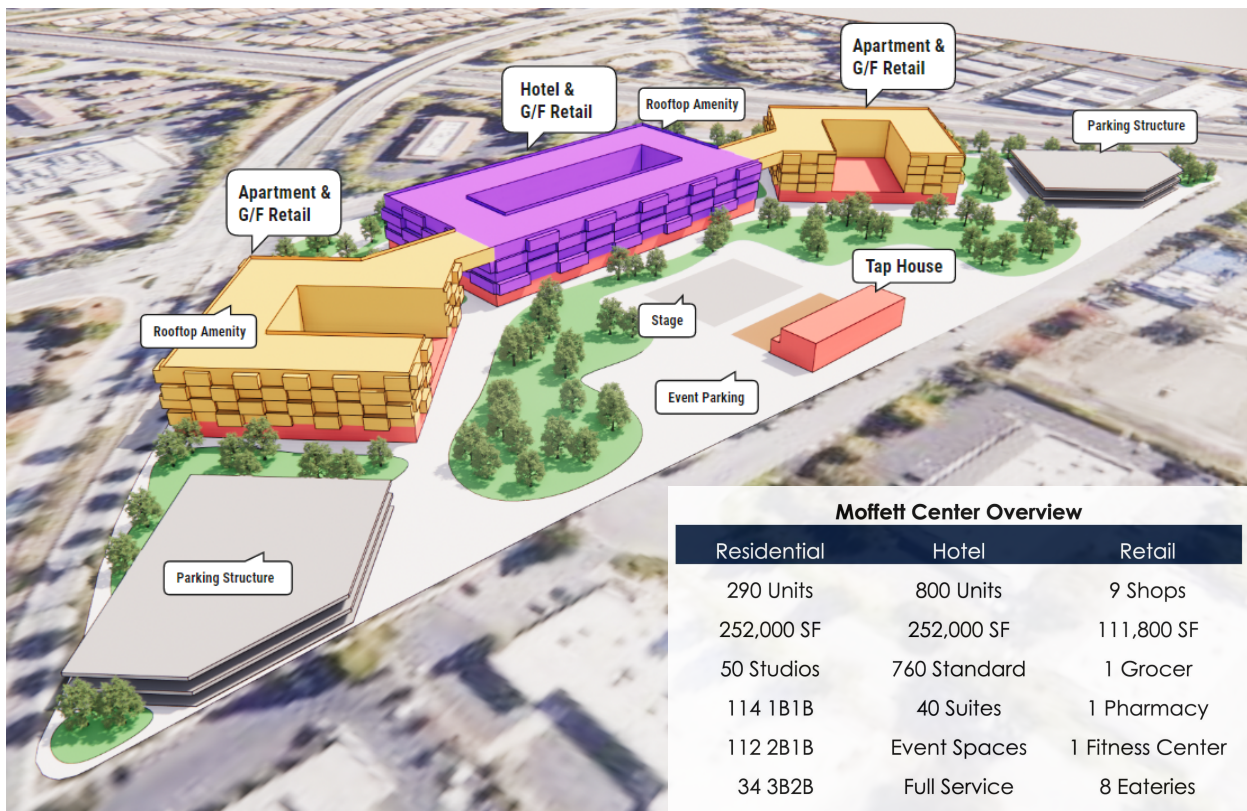 Apartment &
G/F Retail
Hotel &
G/F Retail
Rooftop Amenity
Parking Structure
Apartment &
G/F Retail
Tap House
Rooftop Amenity
Stage
Event Parking
Parking Structure
Moffett Center Overview
Residential Hotel Retail
290 Units 800 Units 9 Shops
252,000 SF 252,000 SF 111,800 SF
50 Studios 760 Standard 1 Grocer
114 1B1B 40 Suites 1 Pharmacy
112 2B1B Event Spaces 1 Fitness Center
34 3B2B Full Service 8 Eateries